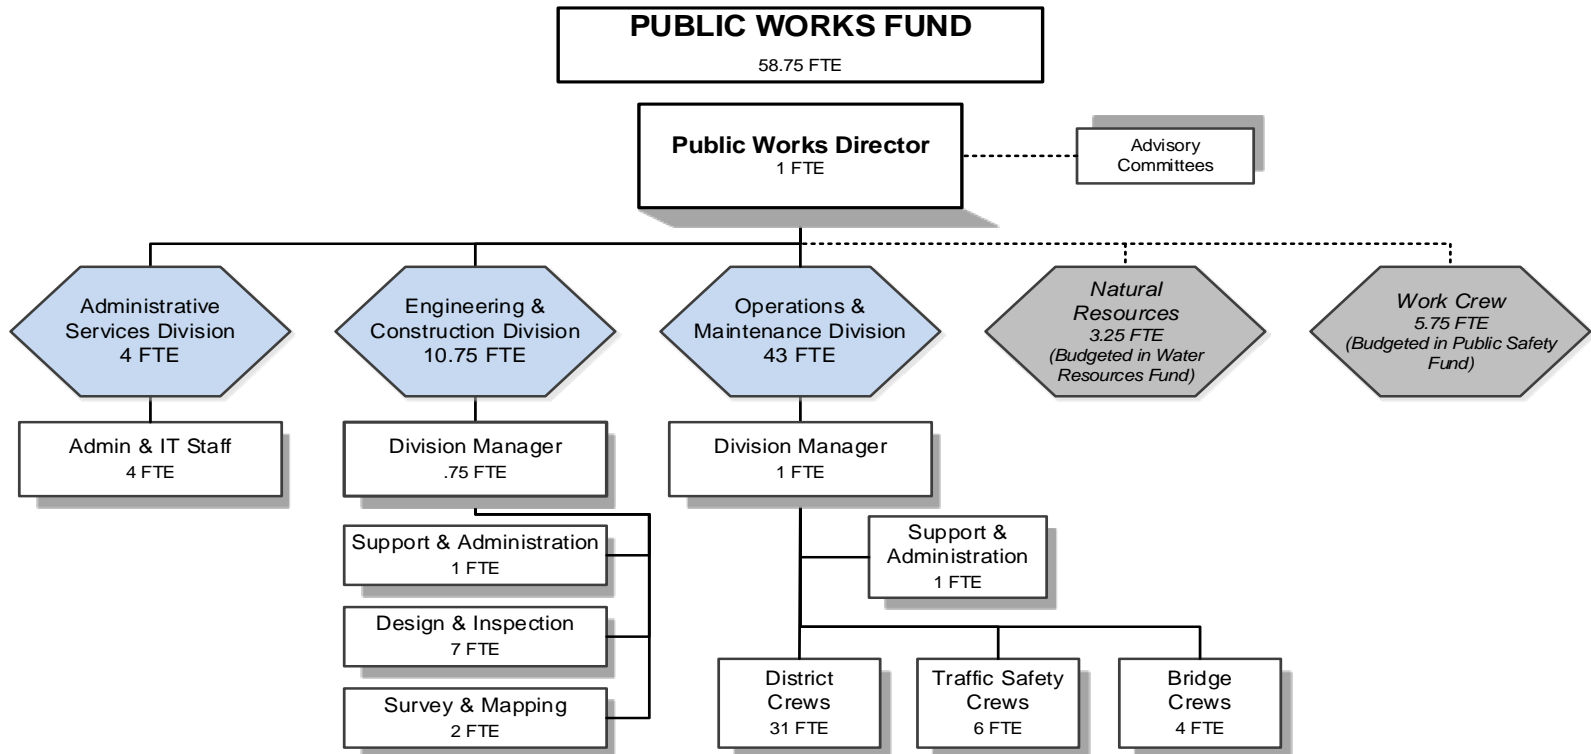 PUBLIC WORKS FUND
58.75 FTE
Public Works Director
1 FTE
Advisory
Committees
Administrative
Services Division
4 FTE
Engineering &
Construction Division
10.75 FTE
Operations &
Maintenance Division
43 FTE
Natural
Resources
3.25 FTE
(Budgeted in Water
Resources Fund)
Work Crew
5.75 FTE
(Budgeted in Public Safety
Fund)
Admin & IT Staff
4 FTE
Division Manager
.75 FTE
Division Manager
1 FTE
Support & Administration
1 FTE
Design & Inspection
7 FTE
Survey & Mapping
2 FTE
Support &
Administration
1 FTE
District
Crews
31 FTE
Traffic Safety
Crews
6 FTE
Bridge
Crews
4 FTE